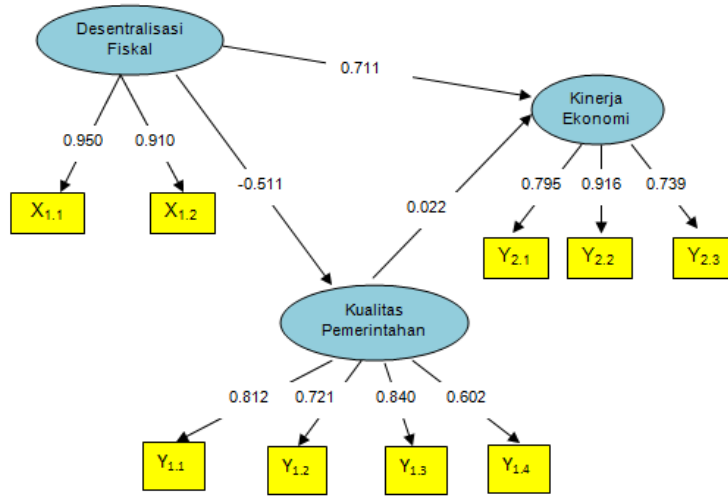 Desentralisasi
Fiskal
0.711
Kinerja
Ekonomi
0.950
0.910
-0.511
0.795
0.916
0.739
X1.1
X1.2
0.022
Y2.1
Y2.2
Y2.3
Kualitas
Pemerintahan
0.812
0.721
0.840
0.602
Y1.1
Y1.2
Y1.3
Y1.4